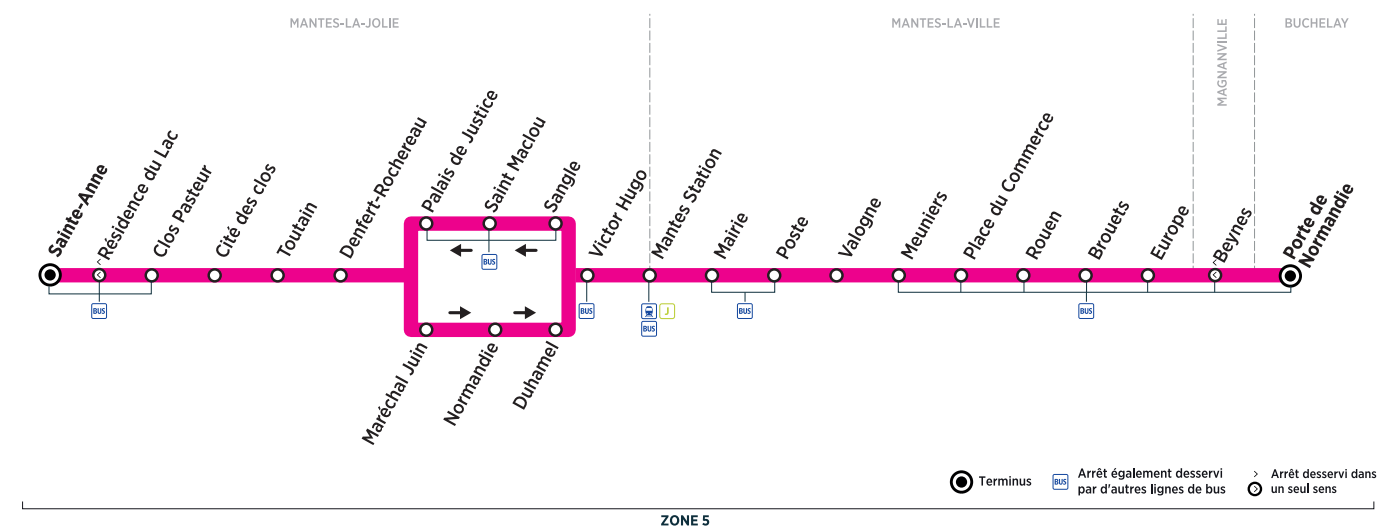 MANTES-LA-JOLIE
MANTES-LA-VILLE
MAGNANVILLE
BUCHELAY
Sainte-Anne
Résidence du Lac
Clos Pasteur
Cité des clos
Toutain
Denfert-Rochereau
Palais de Justice
Saint Maclou
Sangle
Victor Hugo
Mantes Station
Mairie
Poste
Valogne
Meuniers
Place du Commerce
Rouen
Brouets
Europe
Beynes
Porte de
Normandie
BUS
BUS
BUS
J
BUS
BUS
BUS
Maréchal Juin
Normandie
Duhamel
Terminus
BUS
Arrêt également desservi
par d'autres lignes de bus
Arrêt desservi dans
un seul sens
ZONE 5